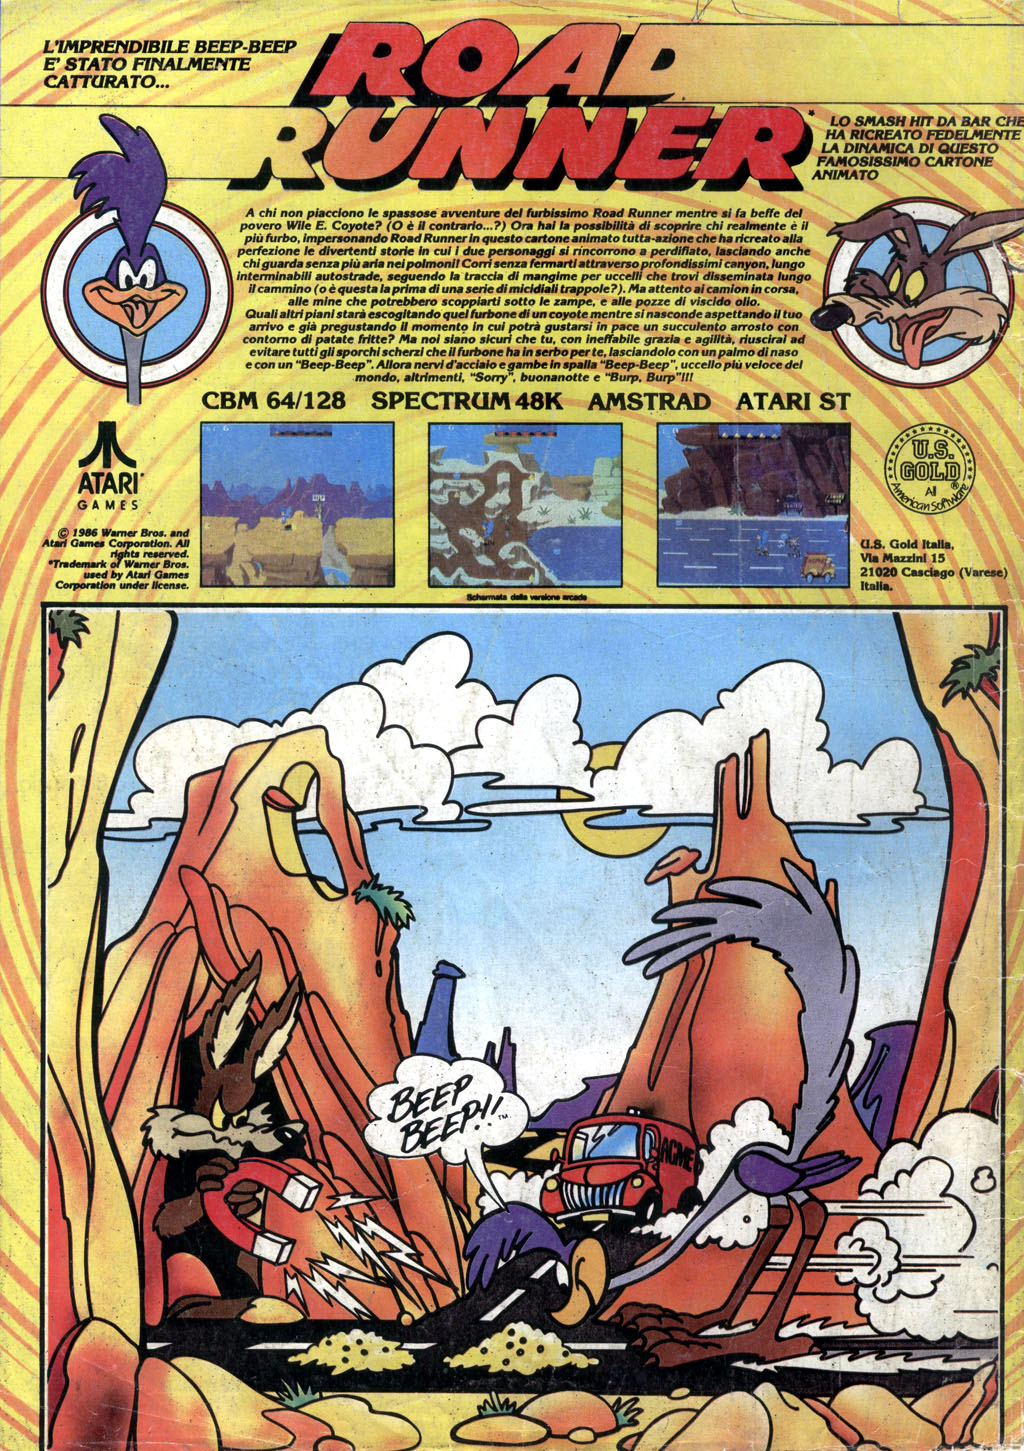 L'IMPRENDIBILE BEEP-BEEP
E' STATO FINALMENTE
CATTURATO...
ROAD
RUNNER*
LO SMASH HIT DA BAR CHE
HA RICREATO FEDELMENTE
LA DINAMICA DI QUESTO
FAMOSISSIMO CARTONE
ANIMATO
A chi non piacciono le spassose avventure del furbissimo Road Runner mentre si fa beffe del
povero Wile E. Coyote? (O è il contrario...?) Ora hai la possibilità di scoprire chi realmente è il
più furbo, impersonando Road Runner in questo cartone animato tutta-azione che ha ricreato alla
perfezione le divertenti storie in cui i due personaggi si rincorrono a perdifiato, lasciando anche
chi guarda senza più aria nei polmoni! Corri senza fermarti attraverso profondissimi canyon, lungo
interminabili autostrade, seguendo la traccia di mangime per uccelli che trovi disseminata lungo
il cammino (o è questa la prima di una serie di micidiali trappole?). Ma attento ai camion in corsa,
alle mine che potrebbero scoppiarti sotto le zampe, e alle pozze di viscido olio.
Quali altri piani starà escogitando quel furbone di un coyote mentre si nasconde aspettando il tuo
arrivo e già pregustando il momento in cui potrà gustarsi in pace un succulento arrosto con
contorno di patate fritte? Ma noi siano sicuri che tu, con ineffabile grazia e agilità, riuscirai ad
evitare tutti gli sporchi scherzi che il furbone ha in serbo per te, lasciandolo con un palmo di naso
e con un "Beep-Beep". Allora nervi d'acciaio e gambe in spalla "Beep-Beep", uccello più veloce del
mondo, altrimenti, "Sorry", buonanotte e "Burp, Burp"!!!
CBM 64/128 SPECTRUM 48K AMSTRAD ATARI ST
ATARI
GAMES
© 1986 Warner Bros. and
Atari Games Corporation. All
rights reserved.
*Trademark of Warner Bros.
used by Atari Games
Corporation under license.
Schermata dalla versione arcade
U.S.
GOLD®
All
American Software
U.S. Gold Italia,
Via Mazzini 15
21020 Casciago (Varese)
Italia.
BEEP
BEEP!!™
ACME